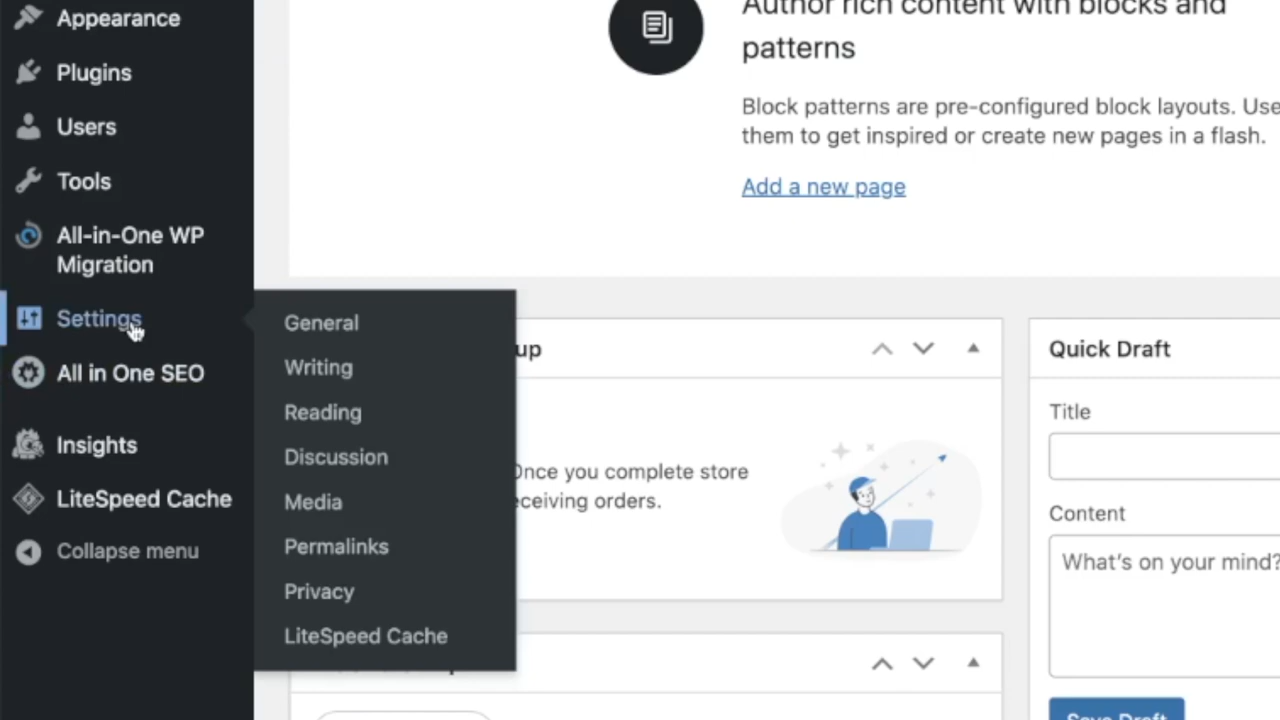 Appearance
Plugins
Users
Tools
All-in-One WP
Migration
Settings
All in One SEO
Insights
LiteSpeed Cache
Collapse menu
General
Writing
Reading
Discussion
Media
Permalinks
Privacy
LiteSpeed Cache
Author rich content with blocks and
patterns
Block patterns are pre-configured block layouts. Use
them to get inspired or create new pages in a flash.
Add a new page
up
Once you complete store
eceiving orders.
Quick Draft
Title
Content
What's on your mind?
Save Draft